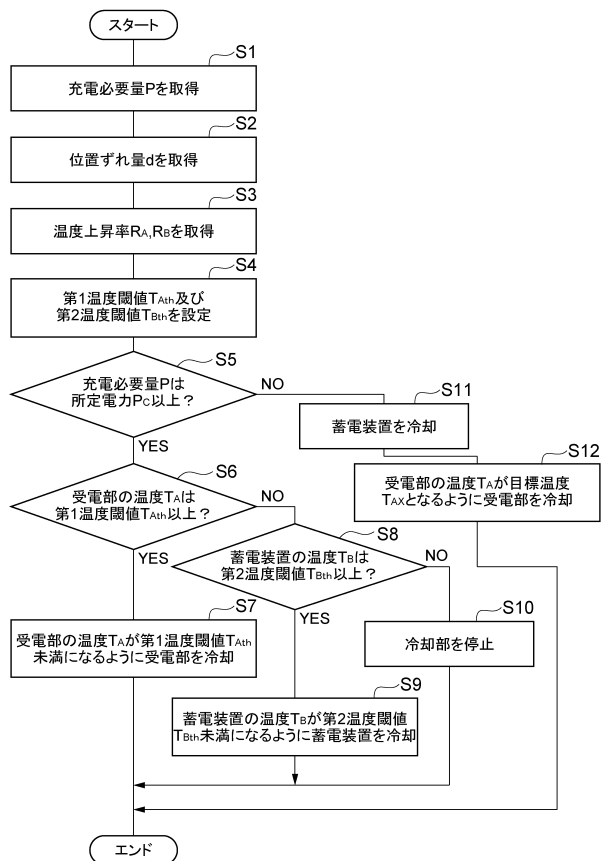 スタート
S1
充電必要量Pを取得
S2
位置ずれ量dを取得
S3
温度上昇率RA,RBを取得
S4
第1温度閾値TAth及び
第2温度閾値TBthを設定
S5
充電必要量Pは
所定電力PC以上？
NO
YES
S11
蓄電装置を冷却
S12
受電部の温度TAが目標温度
TAXとなるように受電部を冷却
S6
受電部の温度TAは
第1温度閾値TAth以上？
NO
YES
S8
蓄電装置の温度TBは
第2温度閾値TBth以上？
NO
YES
S7
受電部の温度TAが第1温度閾値TAth
未満になるように受電部を冷却
S10
冷却部を停止
S9
蓄電装置の温度TBが第2温度閾値
TBth未満になるように蓄電装置を冷却
エンド